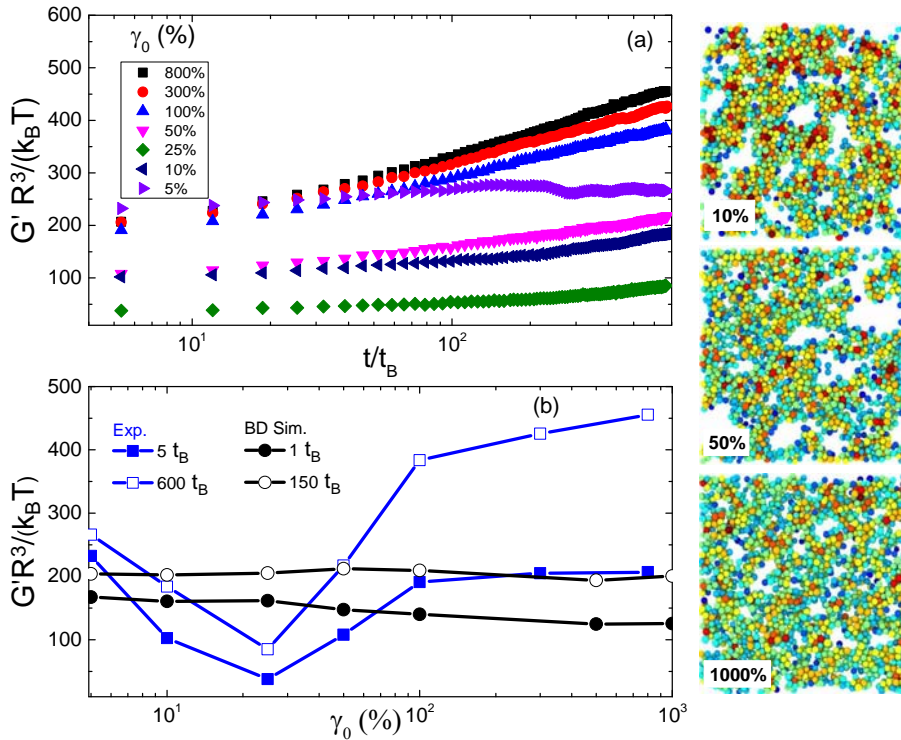 γ₀ (%)
(a)
800%
300%
100%
50%
25%
10%
5%
G' R³/(k_BT)
600
500
400
300
200
100
10¹
10²
t/t_B
(b)
Exp.
BD Sim.
5 t_B
1 t_B
600 t_B
150 t_B
G'R³/(k_BT)
500
400
300
200
100
10¹
10²
10³
γ₀ (%)
10%
50%
1000%